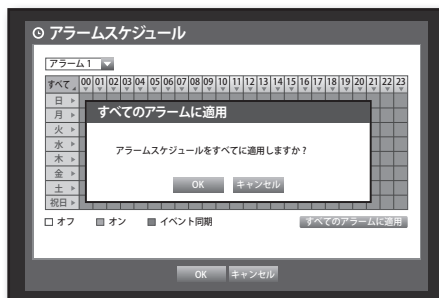 アラームスケジュール
アラーム1
すべて 00 01 02 03 04 05 06 07 08 09 10 11 12 13 14 15 16 17 18 19 20 21 22 23
日
月
火
水
木
金
土
祝日
すべてのアラームに適用
アラームスケジュールをすべてに適用しますか?
OK キャンセル
オフ オン イベント同期 すべてのアラームに適用
OK キャンセル